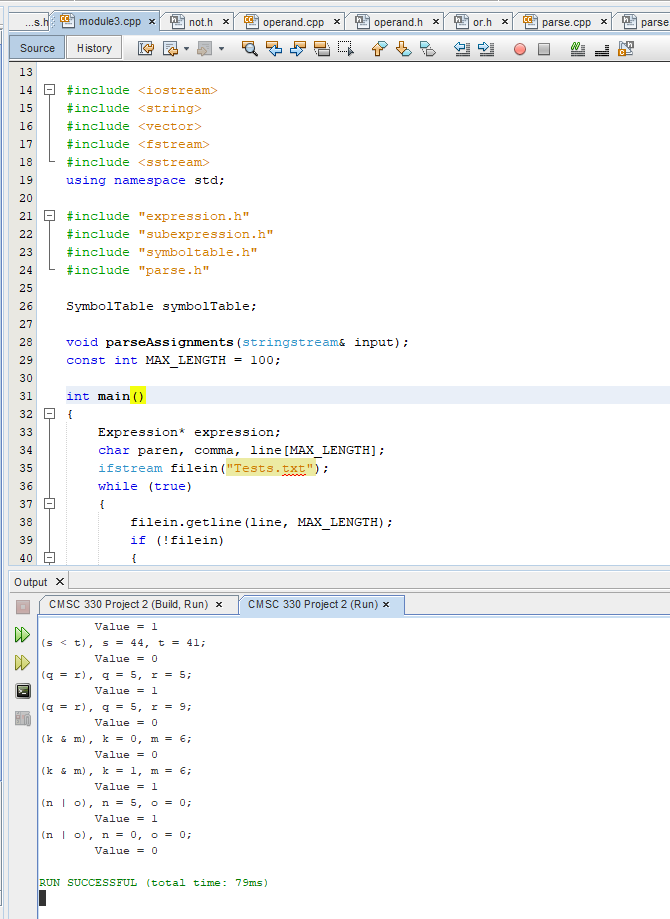 ...s.h module3.cpp × not.h × operand.cpp × operand.h × or.h × parse.cpp × parse
Source History
13
14 #include <iostream>
15 #include <string>
16 #include <vector>
17 #include <fstream>
18 #include <sstream>
19 using namespace std;
20
21 #include "expression.h"
22 #include "subexpression.h"
23 #include "symboltable.h"
24 #include "parse.h"
25
26 SymbolTable symbolTable;
27
28 void parseAssignments(stringstream& input);
29 const int MAX_LENGTH = 100;
30
31 int main()
32 {
33 Expression* expression;
34 char paren, comma, line[MAX_LENGTH];
35 ifstream filein("Tests.txt");
36 while (true)
37 {
38 filein.getline(line, MAX_LENGTH);
39 if (!filein)
40 {
Output ×
CMSC 330 Project 2 (Build, Run) × CMSC 330 Project 2 (Run) ×
Value = 1
(s < t), s = 44, t = 41;
Value = 0
(q = r), q = 5, r = 5;
Value = 1
(q = r), q = 5, r = 9;
Value = 0
(k & m), k = 0, m = 6;
Value = 0
(k & m), k = 1, m = 6;
Value = 1
(n | o), n = 5, o = 0;
Value = 1
(n | o), n = 0, o = 0;
Value = 0
RUN SUCCESSFUL (total time: 79ms)